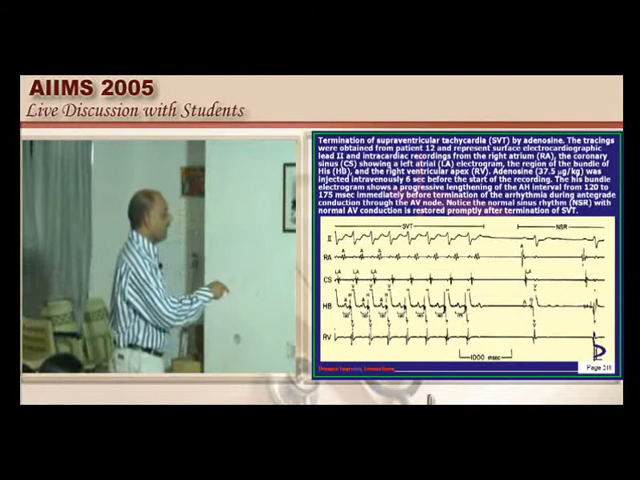 AIIMS 2005
Live Discussion with Students
Termination of supraventricular tachycardia (SVT) by adenosine. The tracings
were obtained from patient 12 and represent surface electrocardiographic
lead II and intracardiac recordings from the right atrium (RA), the coronary
sinus (CS) showing a left atrial (LA) electrogram, the region of the bundle of
His (HB), and the right ventricular apex (RV). Adenosine (37.5 µg/kg) was
injected intravenously 6 sec before the start of the recording. The his bundle
electrogram shows a progressive lengthening of the AH interval from 120 to
175 msec immediately before termination of the arrhythmia during antegrade
conduction through the AV node. Notice the normal sinus rhythm (NSR) with
normal AV conduction is restored promptly after termination of SVT.
SVT
NSR
II
RA
CS
LA LA LA
LA
HB
RV
1000 MSEC
Page